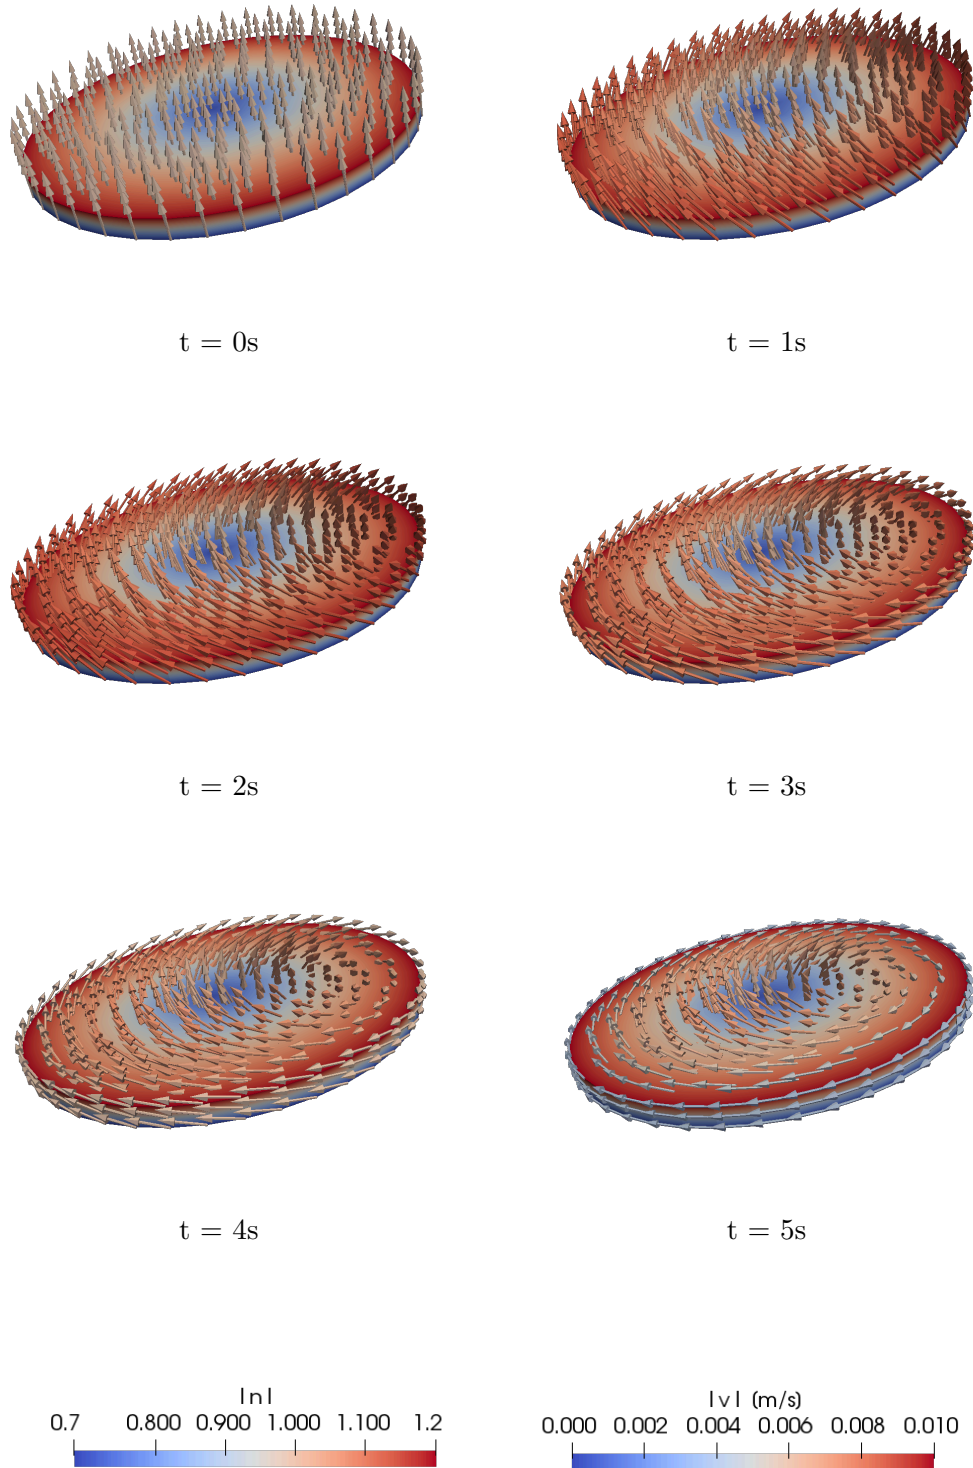 t = 0s
t = 1s
t = 2s
t = 3s
t = 4s
t = 5s
|n|
0.7 0.800 0.900 1.000 1.100 1.2
|v| (m/s)
0.000 0.002 0.004 0.006 0.008 0.010